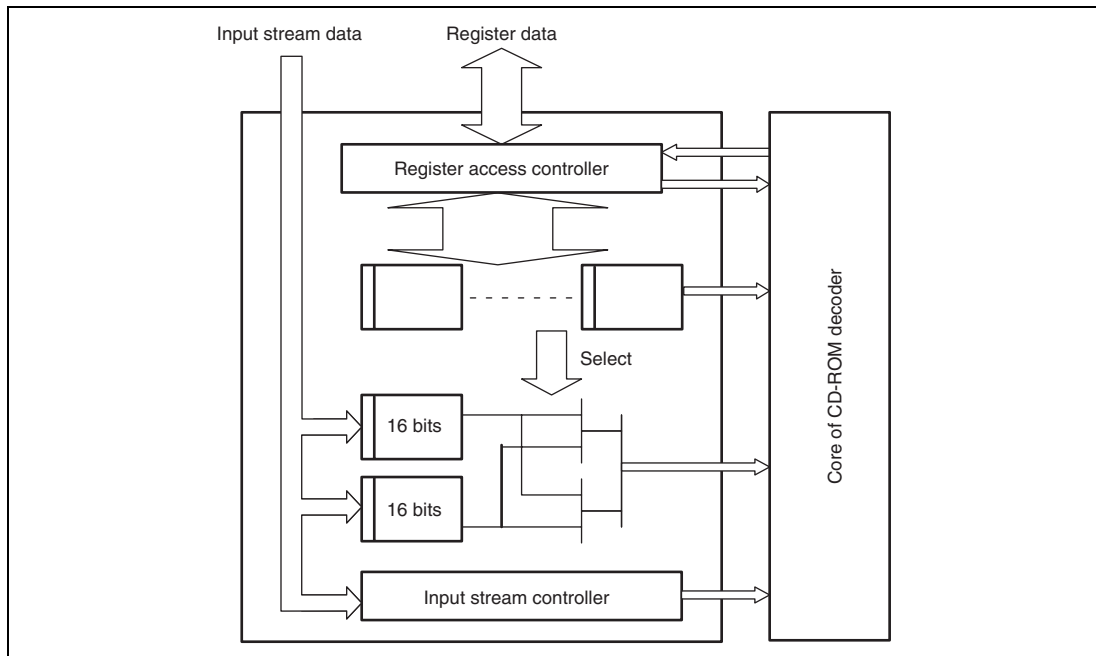 Input stream data
Register data
Register access controller
Select
16 bits
16 bits
Input stream controller
Core of CD-ROM decoder